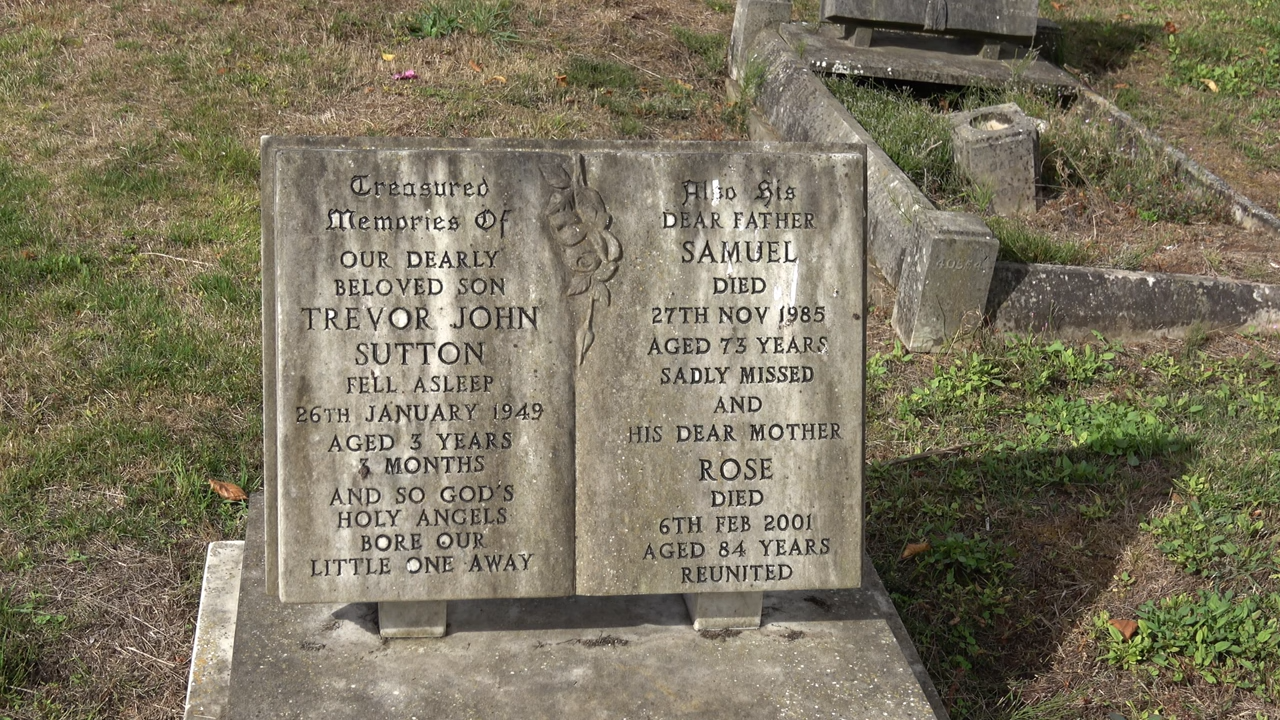 Treasured
Memories Of
OUR DEARLY
BELOVED SON
TREVOR JOHN
SUTTON
FELL ASLEEP
26TH JANUARY 1949
AGED 3 YEARS
3 MONTHS
AND SO GOD'S
HOLY ANGELS
BORE OUR
LITTLE ONE AWAY
Also His
DEAR FATHER
SAMUEL
DIED
27TH NOV 1985
AGED 73 YEARS
SADLY MISSED
AND
HIS DEAR MOTHER
ROSE
DIED
6TH FEB 2001
AGED 84 YEARS
REUNITED